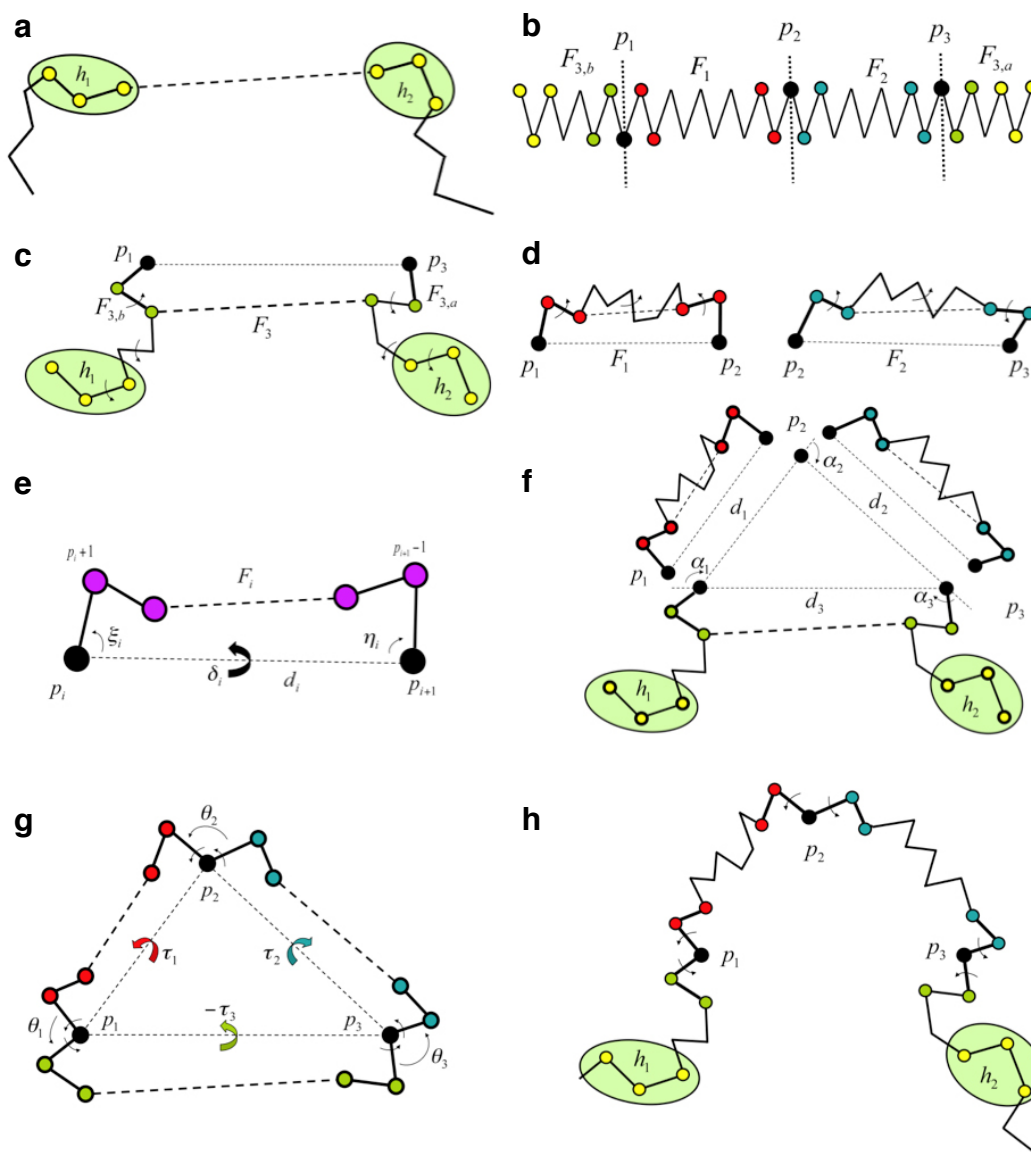 a
h₁
h₂
b
p₁
p₂
p₃
F₃,b
F₁
F₂
F₃,a
c
p₁
p₃
F₃,b
F₃,a
F₃
h₁
h₂
d
p₁
F₁
p₂
p₂
F₂
p₃
e
pᵢ+1
pᵢ₊₁−1
Fᵢ
ξᵢ
ηᵢ
δᵢ
dᵢ
pᵢ
pᵢ₊₁
f
p₂
α₂
d₁
d₂
p₁
α₁
α₃
d₃
p₃
h₁
h₂
g
θ₂
p₂
τ₁
τ₂
θ₁
p₁
−τ₃
p₃
θ₃
h
p₂
p₁
p₃
h₁
h₂